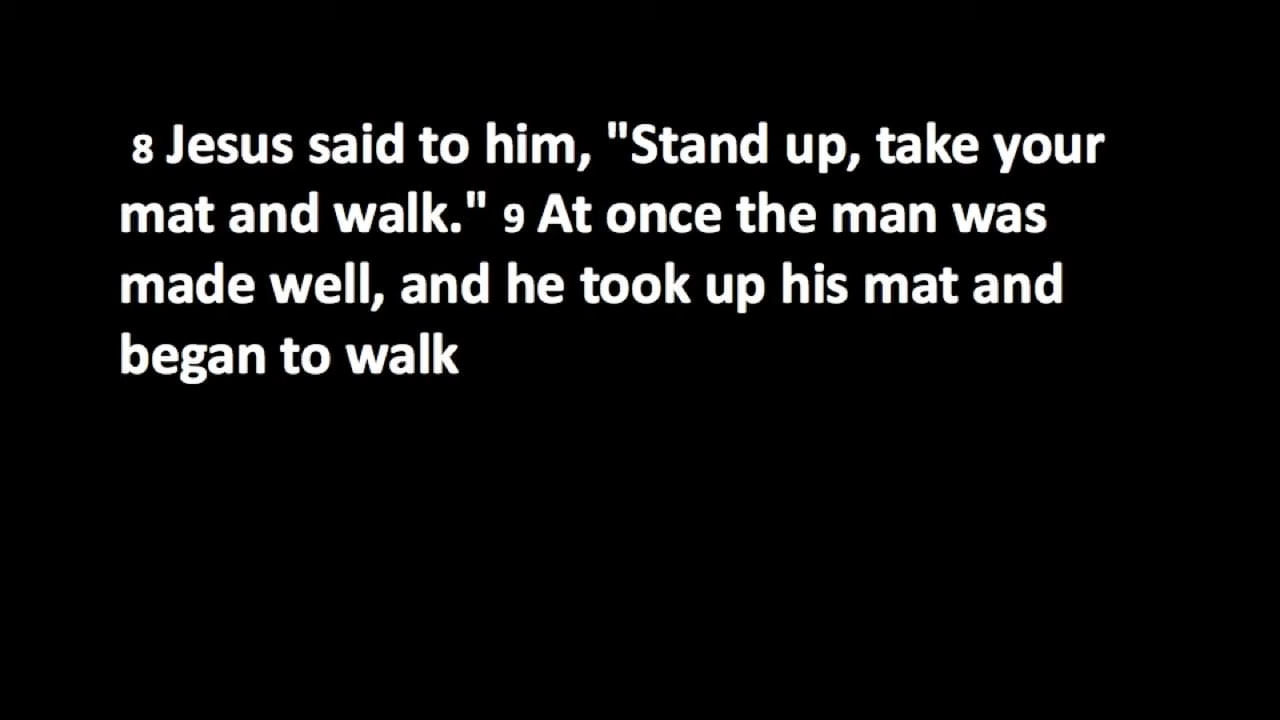 8 Jesus said to him, "Stand up, take your
mat and walk." 9 At once the man was
made well, and he took up his mat and
began to walk